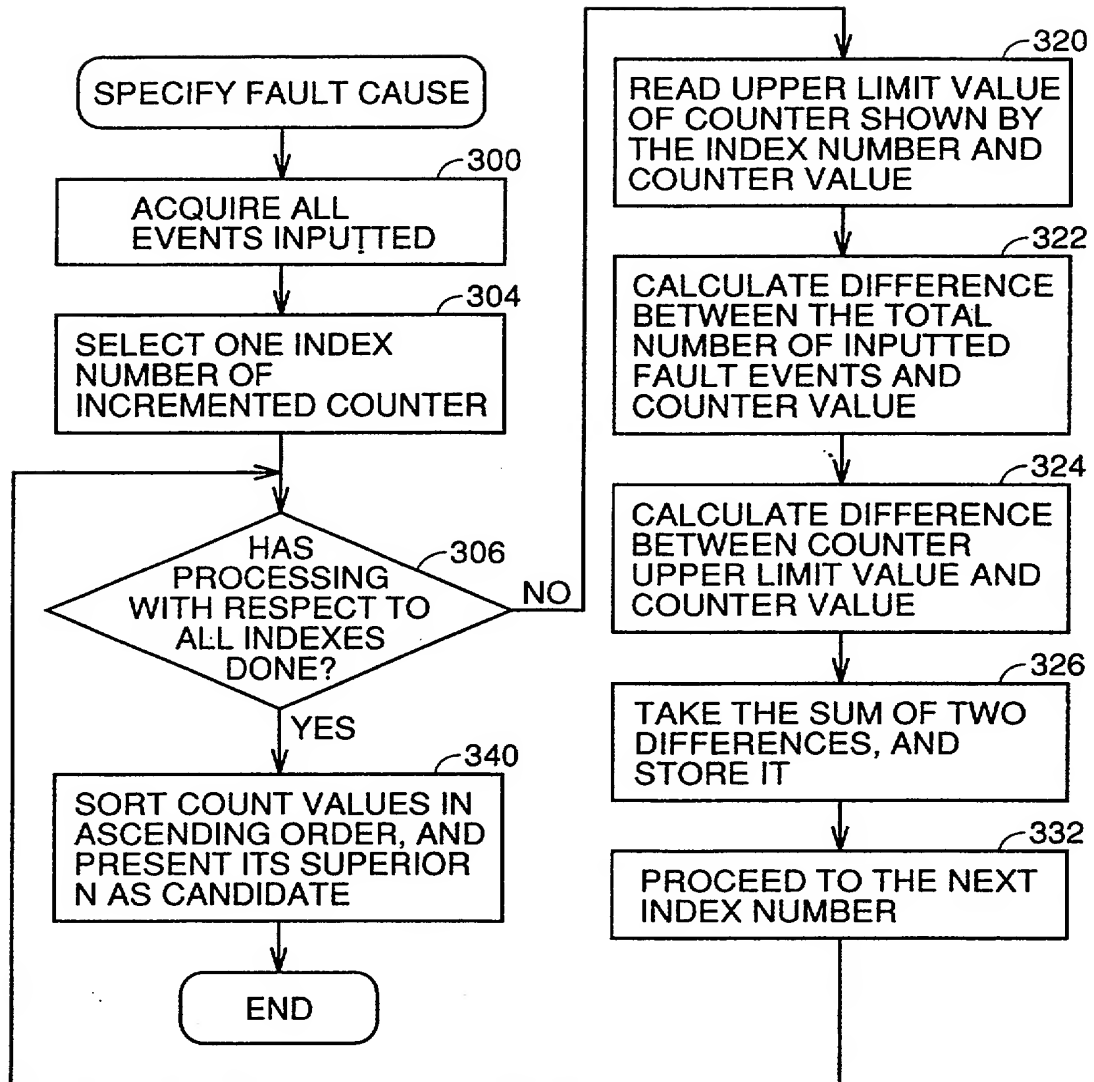 SPECIFY FAULT CAUSE
300
ACQUIRE ALL
EVENTS INPUTTED
304
SELECT ONE INDEX
NUMBER OF
INCREMENTED COUNTER
306
HAS
PROCESSING
WITH RESPECT TO
ALL INDEXES
DONE?
NO
YES
340
SORT COUNT VALUES IN
ASCENDING ORDER, AND
PRESENT ITS SUPERIOR
N AS CANDIDATE
END
320
READ UPPER LIMIT VALUE
OF COUNTER SHOWN BY
THE INDEX NUMBER AND
COUNTER VALUE
322
CALCULATE DIFFERENCE
BETWEEN THE TOTAL
NUMBER OF INPUTTED
FAULT EVENTS AND
COUNTER VALUE
324
CALCULATE DIFFERENCE
BETWEEN COUNTER
UPPER LIMIT VALUE AND
COUNTER VALUE
326
TAKE THE SUM OF TWO
DIFFERENCES, AND
STORE IT
332
PROCEED TO THE NEXT
INDEX NUMBER